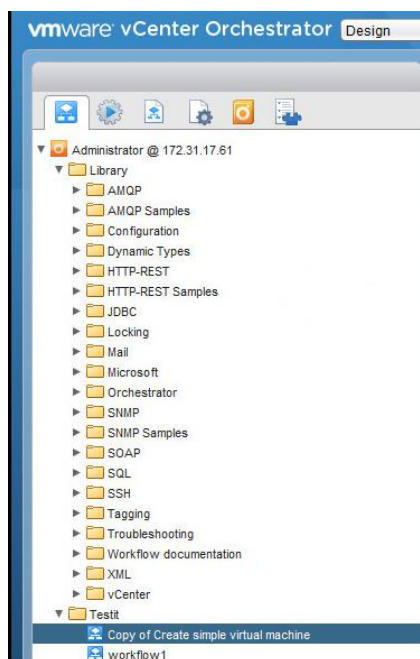 vmware vCenter Orchestrator Design
Administrator @ 172.31.17.61
Library
AMQP
AMQP Samples
Configuration
Dynamic Types
HTTP-REST
HTTP-REST Samples
JDBC
Locking
Mail
Microsoft
Orchestrator
SNMP
SNMP Samples
SOAP
SQL
SSH
Tagging
Troubleshooting
Workflow documentation
XML
vCenter
Testit
Copy of Create simple virtual machine
workflow1